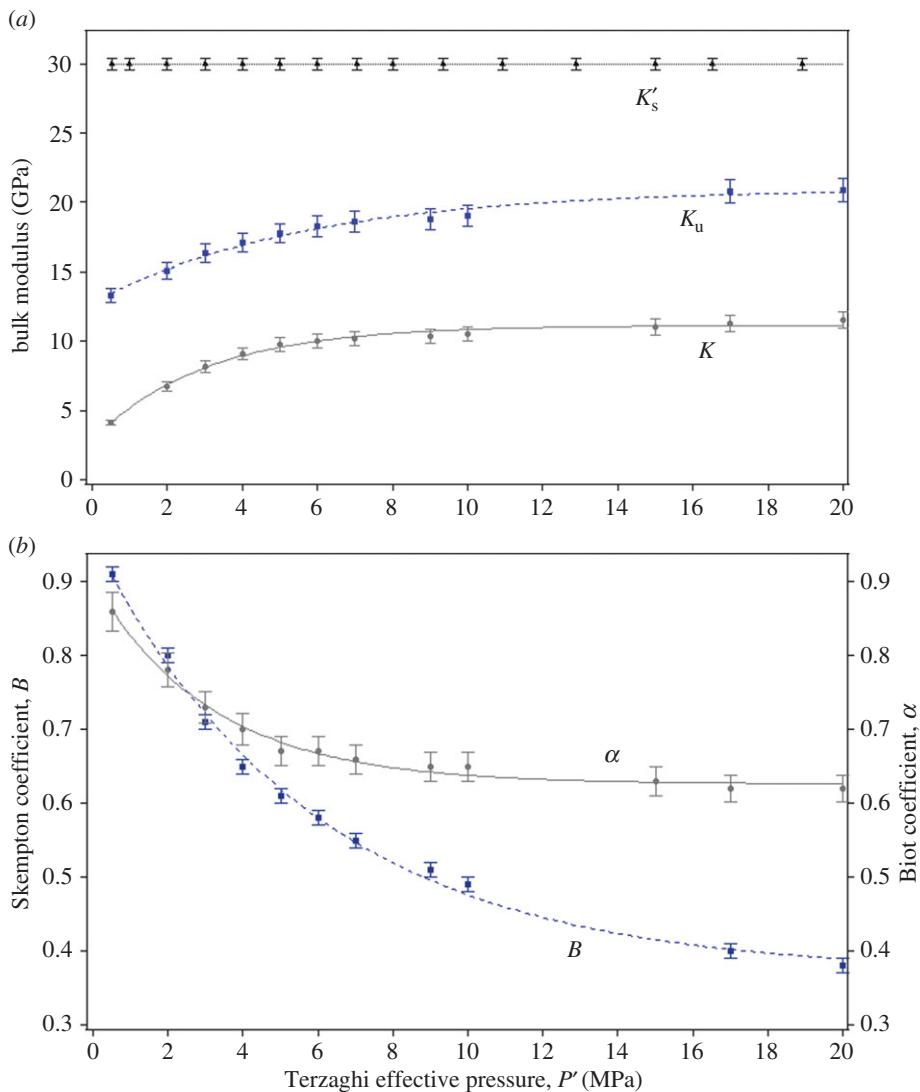 (a)
30
25
20
15
10
5
0
bulk modulus (GPa)
K′s
Ku
K
0 2 4 6 8 10 12 14 16 18 20
(b)
0.9 0.9
0.8 0.8
0.7 0.7
0.6 0.6
0.5 0.5
0.4 0.4
0.3 0.3
Skempton coefficient, B
Biot coefficient, α
α
B
0 2 4 6 8 10 12 14 16 18 20
Terzaghi effective pressure, P′ (MPa)